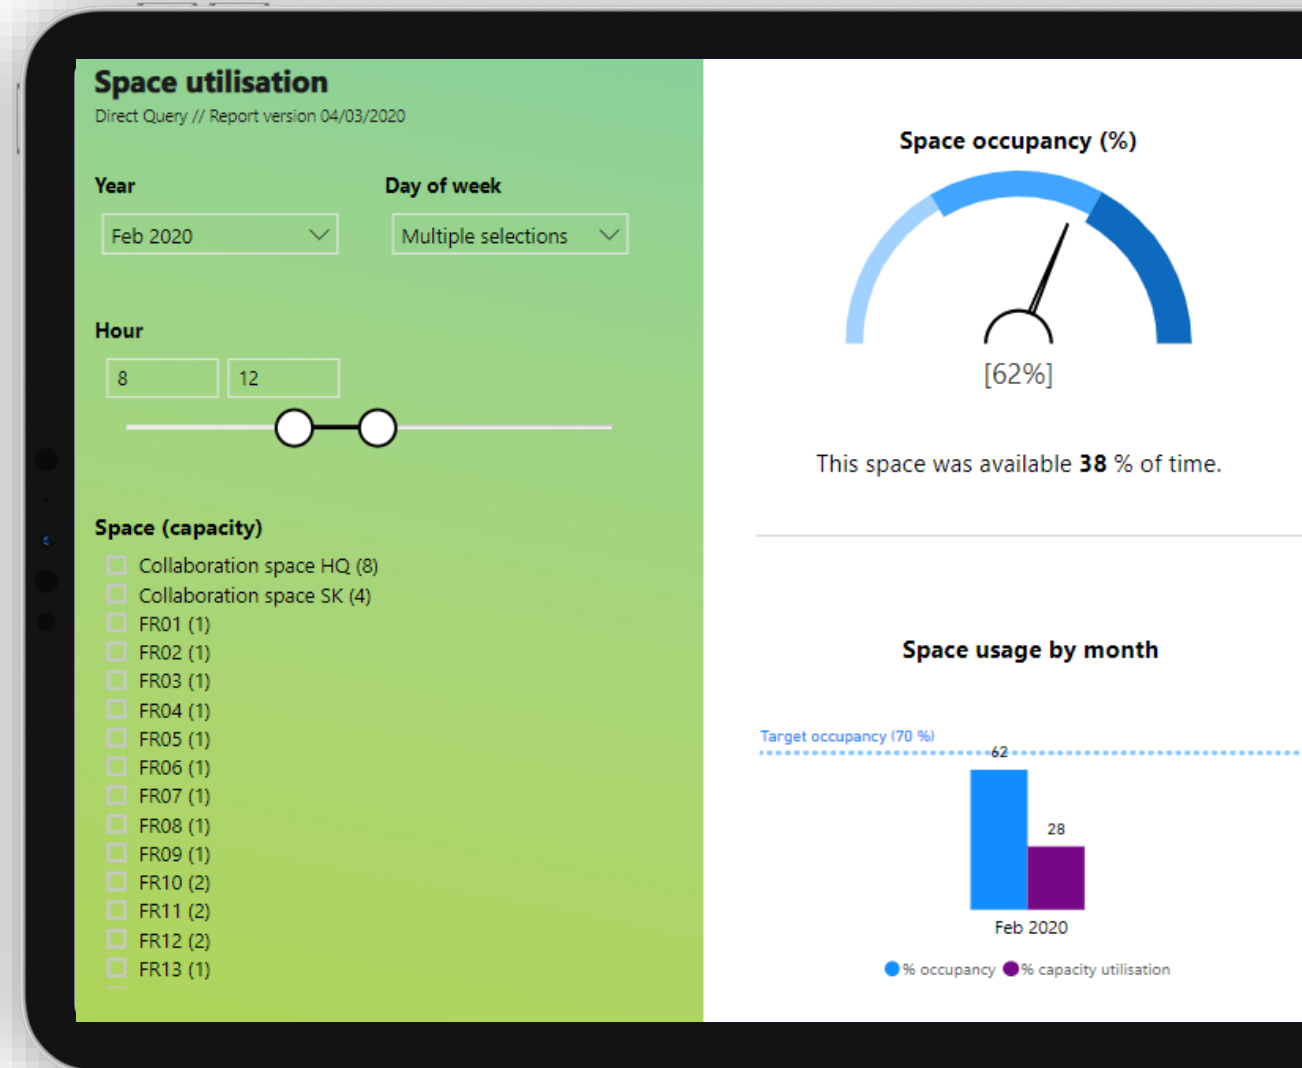 Space utilisation
Direct Query // Report version 04/03/2020
Year
Day of week
Feb 2020
Multiple selections
Hour
8
12
Space (capacity)
Collaboration space HQ (8)
Collaboration space SK (4)
FR01 (1)
FR02 (1)
FR03 (1)
FR04 (1)
FR05 (1)
FR06 (1)
FR07 (1)
FR08 (1)
FR09 (1)
FR10 (2)
FR11 (2)
FR12 (2)
FR13 (1)
Space occupancy (%)
[62%]
This space was available 38 % of time.
Space usage by month
Target occupancy (70 %)
62
28
Feb 2020
% occupancy % capacity utilisation